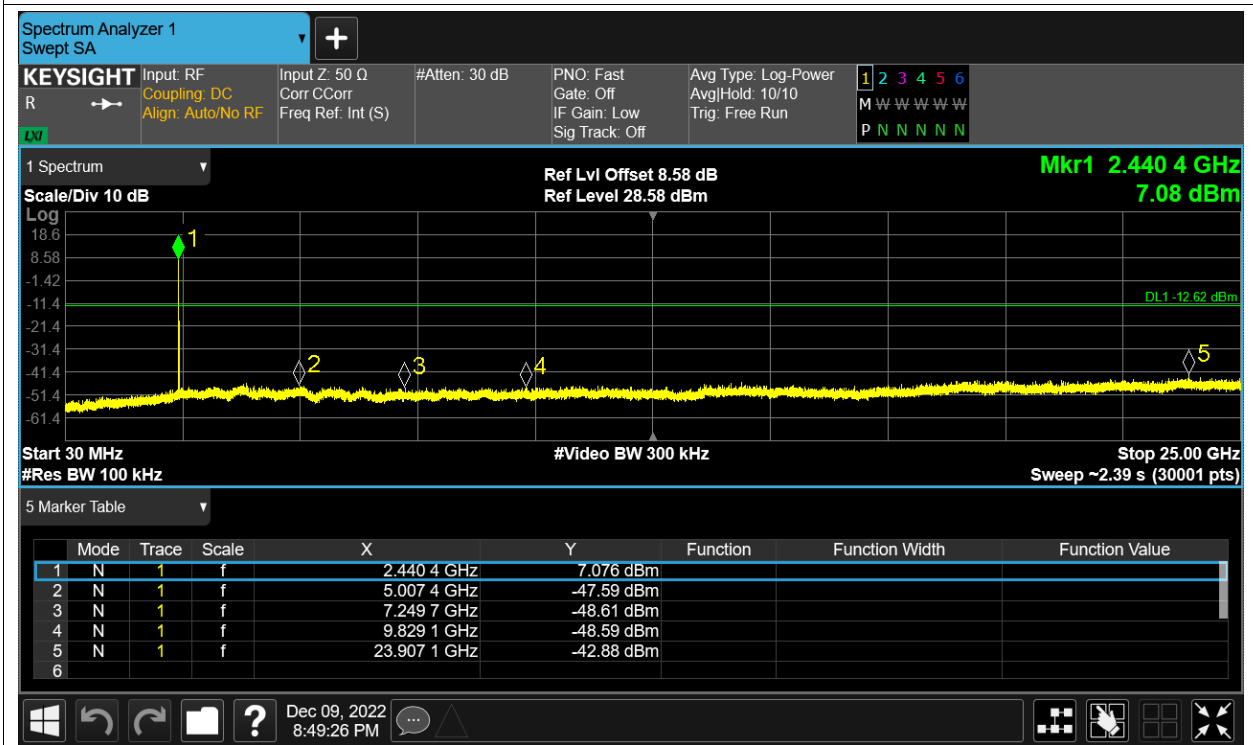 Spectrum Analyzer 1
Swept SA
KEYSIGHT
R
LXI
Input: RF
Coupling: DC
Align: Auto/No RF
Input Z: 50 Ω
Corr CCorr
Freq Ref: Int (S)
#Atten: 30 dB
PNO: Fast
Gate: Off
IF Gain: Low
Sig Track: Off
Avg Type: Log-Power
Avg|Hold: 10/10
Trig: Free Run
1 2 3 4 5 6
M W W W W W
P N N N N N
1 Spectrum
Scale/Div 10 dB
Ref Lvl Offset 8.58 dB
Ref Level 28.58 dBm
Mkr1 2.440 4 GHz
7.08 dBm
Log
18.6
8.58
-1.42
-11.4
-21.4
-31.4
-41.4
-51.4
-61.4
1
2
3
4
5
DL1 -12.62 dBm
Start 30 MHz
#Video BW 300 kHz
Stop 25.00 GHz
#Res BW 100 kHz
Sweep ~2.39 s (30001 pts)
5 Marker Table
Mode Trace Scale X Y Function Function Width Function Value
1 N 1 f 2.440 4 GHz 7.076 dBm
2 N 1 f 5.007 4 GHz -47.59 dBm
3 N 1 f 7.249 7 GHz -48.61 dBm
4 N 1 f 9.829 1 GHz -48.59 dBm
5 N 1 f 23.907 1 GHz -42.88 dBm
6
?
Dec 09, 2022
8:49:26 PM